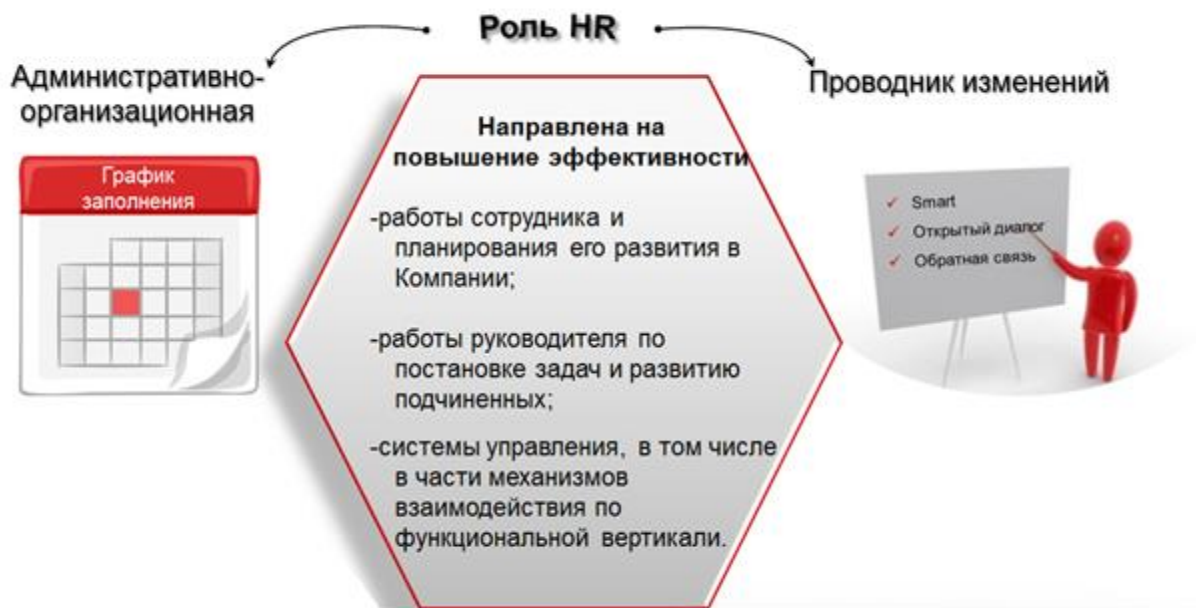 Роль HR
Административно-
организационная
График
заполнения
Направлена на
повышение эффективности
-работы сотрудника и
планирования его развития в
Компании;
-работы руководителя по
постановке задач и развитию
подчиненных;
-системы управления, в том числе
в части механизмов
взаимодействия по
функциональной вертикали.
Проводник изменений
✓ Smart
✓ Открытый диалог
✓ Обратная связь